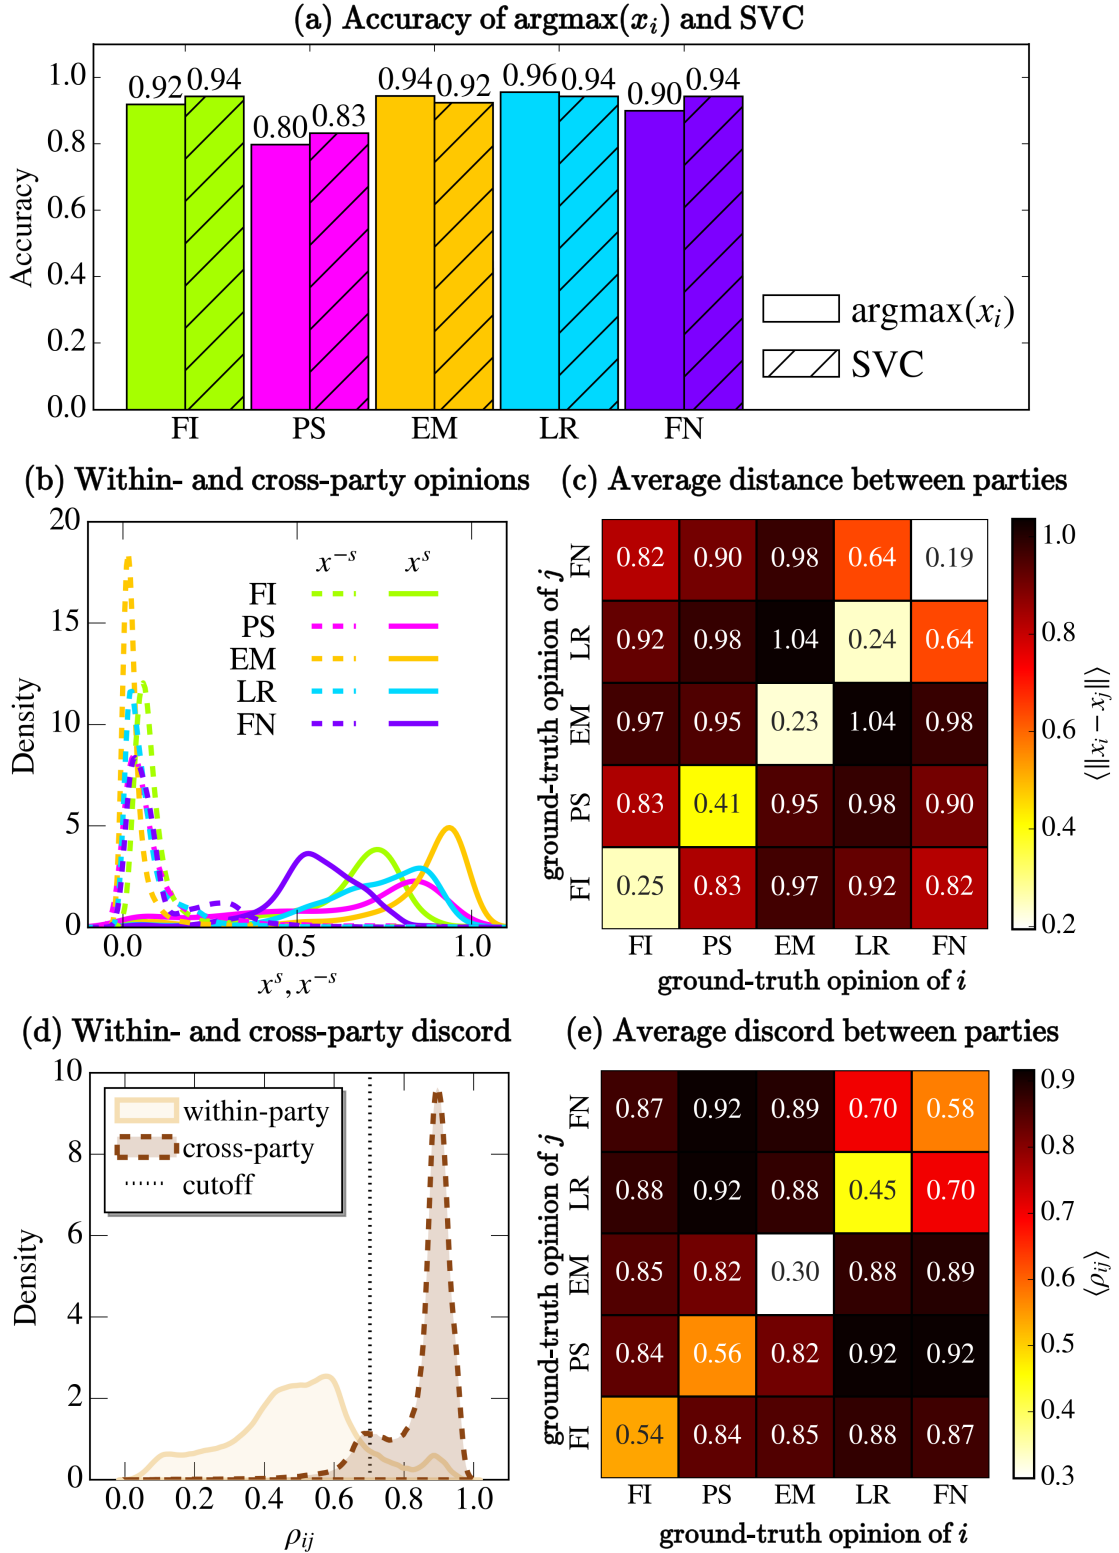 (a) Accuracy of argmax(x_i) and SVC
Accuracy
1.0
0.8
0.6
0.4
0.2
0.0
0.92 0.94 0.80 0.83 0.94 0.92 0.96 0.94 0.90 0.94
argmax(x_i)
SVC
FI PS EM LR FN
(b) Within- and cross-party opinions
Density
20
15
10
5
0
x^{-s} x^s
FI
PS
EM
LR
FN
0.0 0.5 1.0
x^s, x^{-s}
(c) Average distance between parties
ground-truth opinion of j
FN 0.82 0.90 0.98 0.64 0.19
LR 0.92 0.98 1.04 0.24 0.64
EM 0.97 0.95 0.23 1.04 0.98
PS 0.83 0.41 0.95 0.98 0.90
FI 0.25 0.83 0.97 0.92 0.82
FI PS EM LR FN
ground-truth opinion of i
1.0
0.8
0.6
0.4
0.2
⟨||x_i − x_j||⟩
(d) Within- and cross-party discord
Density
10
8
6
4
2
0
within-party
cross-party
cutoff
0.0 0.2 0.4 0.6 0.8 1.0
ρ_{ij}
(e) Average discord between parties
ground-truth opinion of j
FN 0.87 0.92 0.89 0.70 0.58
LR 0.88 0.92 0.88 0.45 0.70
EM 0.85 0.82 0.30 0.88 0.89
PS 0.84 0.56 0.82 0.92 0.92
FI 0.54 0.84 0.85 0.88 0.87
FI PS EM LR FN
ground-truth opinion of i
0.9
0.8
0.7
0.6
0.5
0.4
0.3
⟨ρ_{ij}⟩